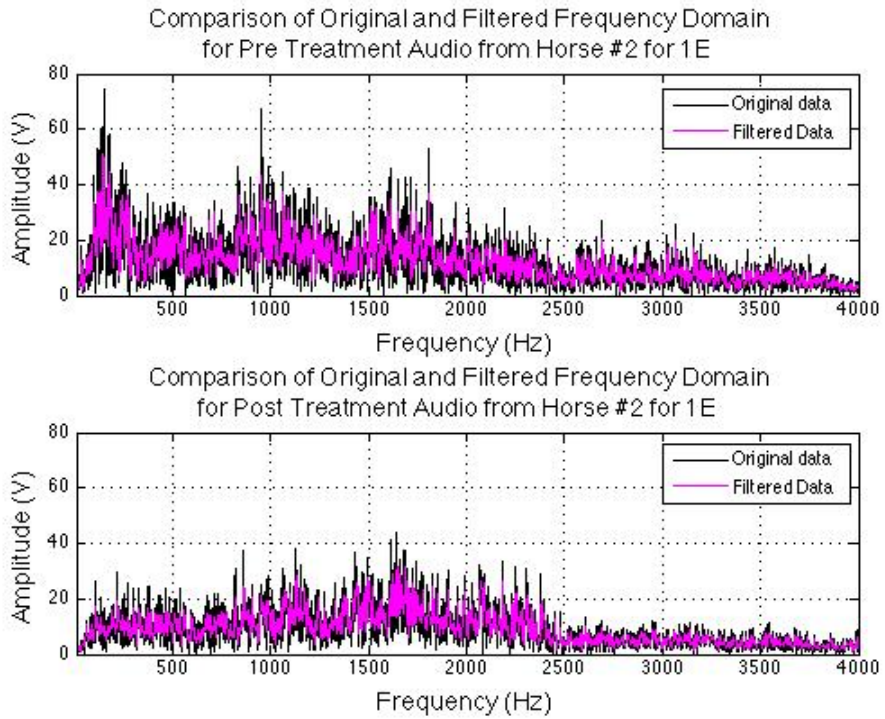 Comparison of Original and Filtered Frequency Domain
for Pre Treatment Audio from Horse #2 for 1E
80
60
40
20
0
Amplitude (V)
Original data
Filtered Data
500 1000 1500 2000 2500 3000 3500 4000
Frequency (Hz)
Comparison of Original and Filtered Frequency Domain
for Post Treatment Audio from Horse #2 for 1E
80
60
40
20
0
Amplitude (V)
Original data
Filtered Data
500 1000 1500 2000 2500 3000 3500 4000
Frequency (Hz)